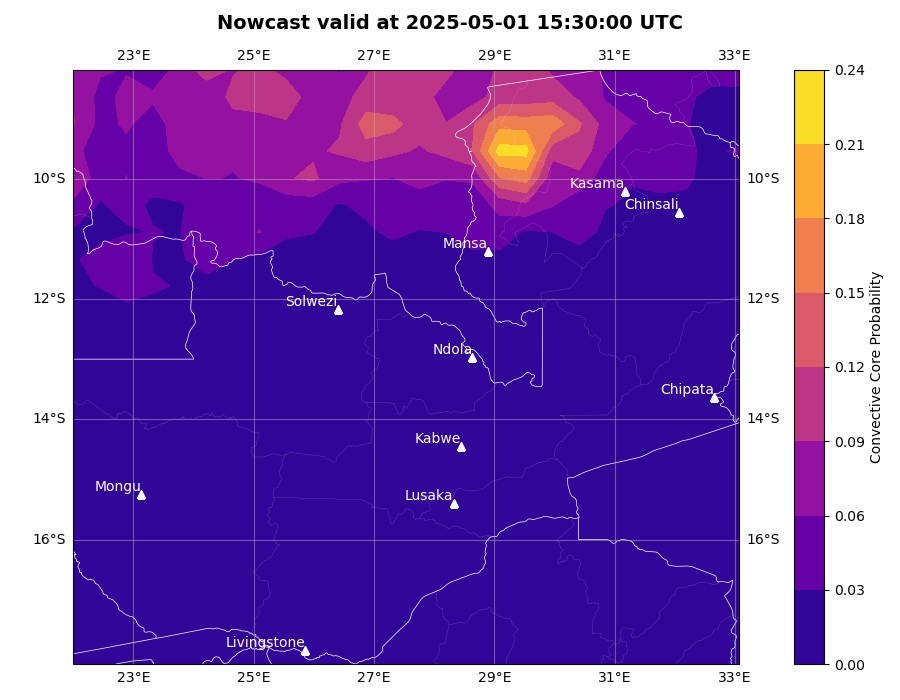 Nowcast valid at 2025-05-01 15:30:00 UTC
23°E 25°E 27°E 29°E 31°E 33°E
0.24
0.21
0.18
0.15
0.12
0.09
0.06
0.03
0.00
Convective Core Probability
10°S 10°S
12°S 12°S
14°S 14°S
16°S 16°S
Kasama
Chinsali
Mansa
Solwezi
Ndola
Chipata
Kabwe
Mongu
Lusaka
Livingstone
23°E 25°E 27°E 29°E 31°E 33°E